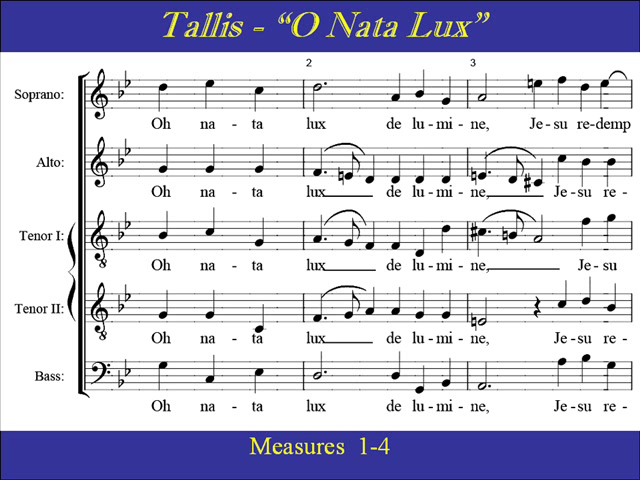 Tallis - “O Nata Lux”
2 3
Soprano:
Oh na - ta lux de lu - mi - ne, Je - su redemp
Alto:
Oh na - ta lux de lu - mi - ne, Je - su re -
Tenor I:
8
Oh na - ta lux de lu - mi - ne, Je - su
Tenor II:
8
Oh na - ta lux de lu - mi - ne, Je - su re -
Bass:
Oh na - ta lux de lu - mi - ne, Je - su re -
Measures 1-4